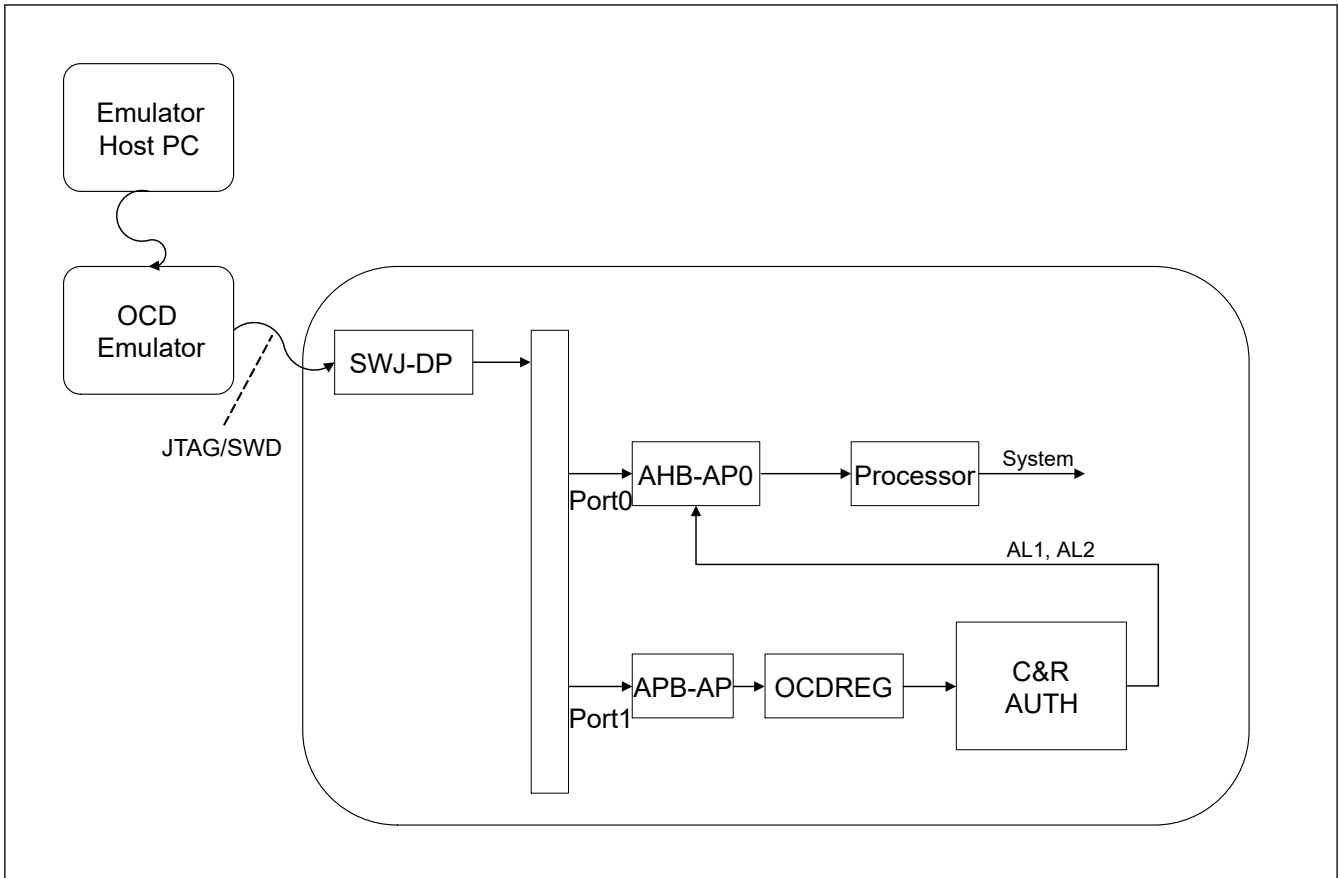 Emulator
Host PC
OCD
Emulator
SWJ-DP
JTAG/SWD
AHB-AP0
Processor
System
Port0
AL1, AL2
APB-AP
OCDREG
C&R
AUTH
Port1